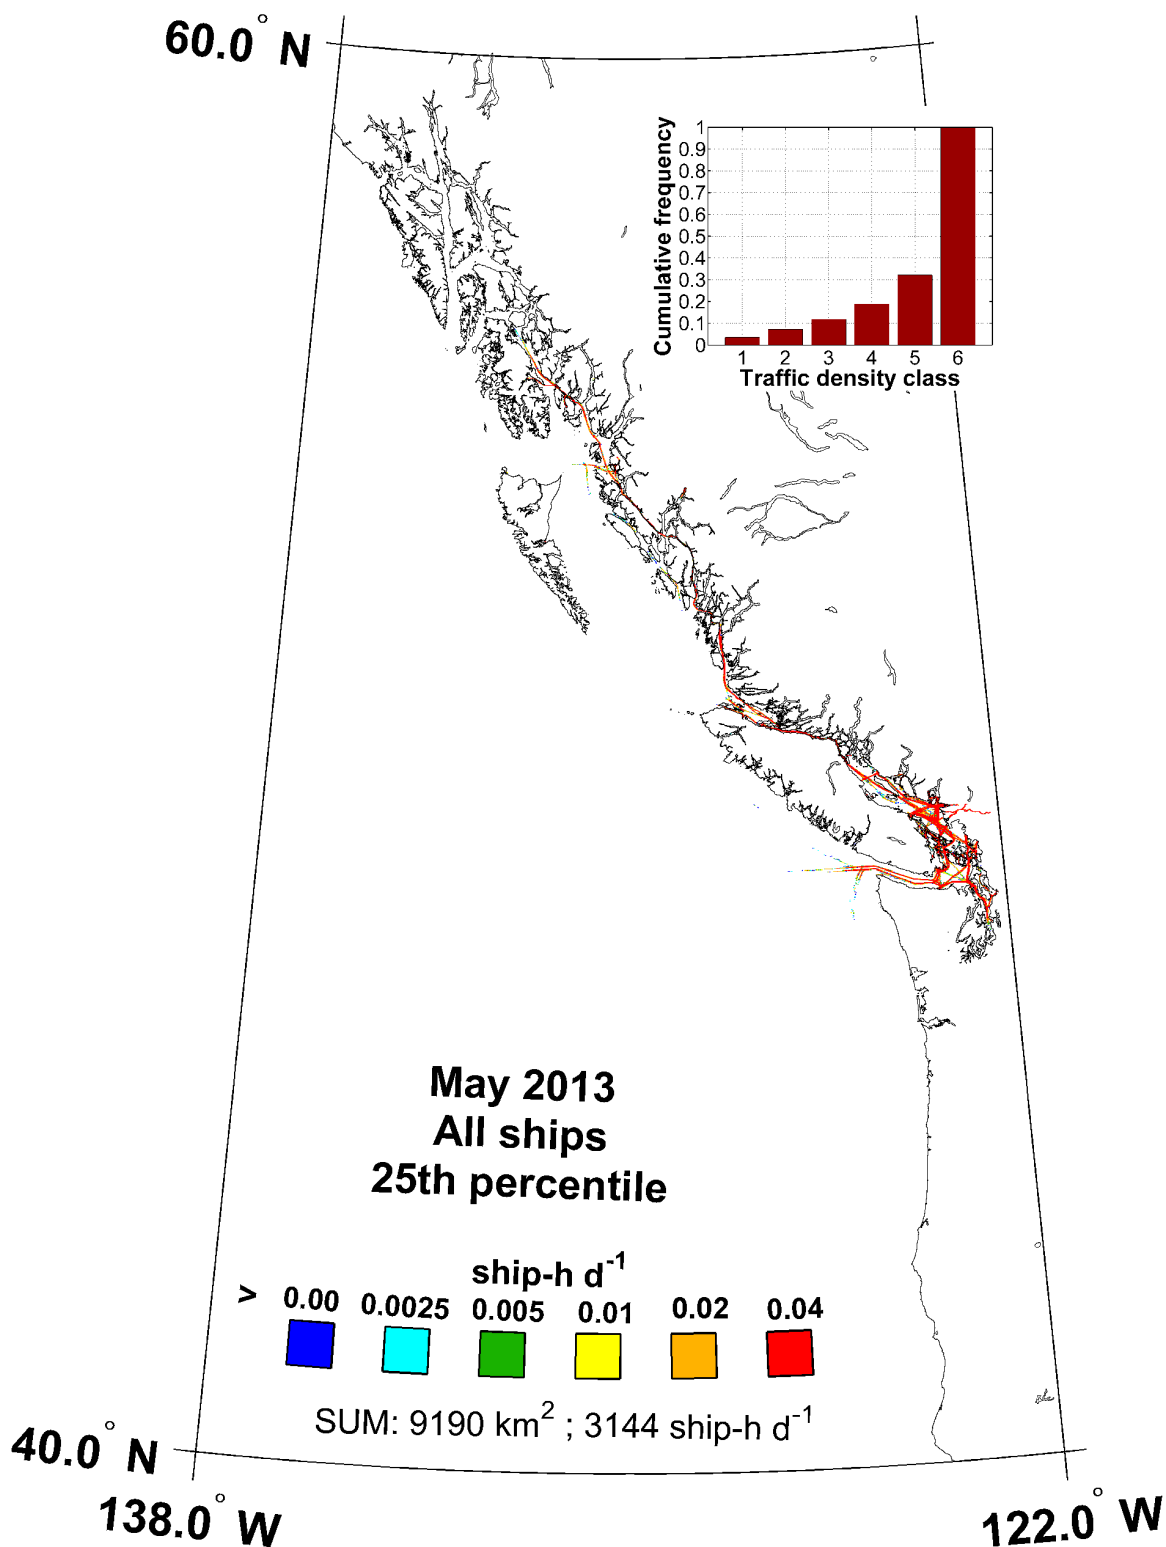 60.0° N
Cumulative frequency
1
0.9
0.8
0.7
0.6
0.5
0.4
0.3
0.2
0.1
0
1 2 3 4 5 6
Traffic density class
May 2013
All ships
25th percentile
ship-h d⁻¹
> 0.00 0.0025 0.005 0.01 0.02 0.04
SUM: 9190 km² ; 3144 ship-h d⁻¹
40.0° N
138.0° W
122.0° W